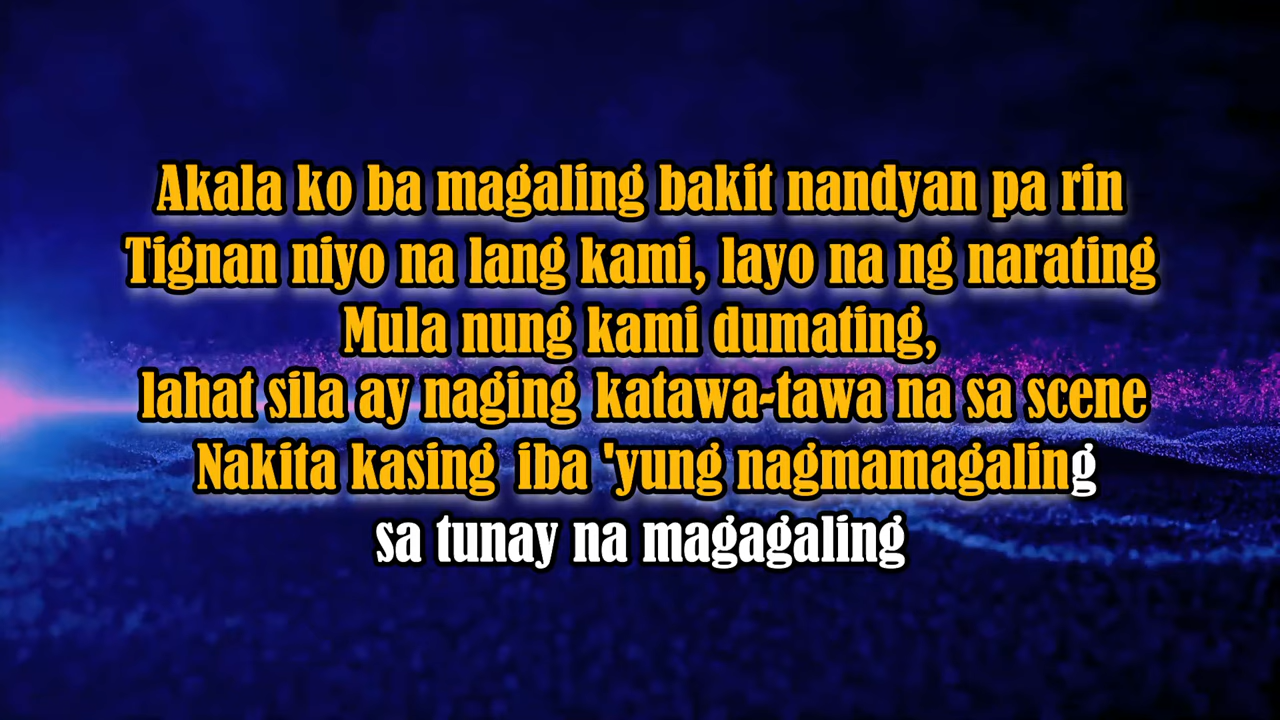 Akala ko ba magaling bakit nandyan pa rin
Tignan niyo na lang kami, layo na ng narating
Mula nung kami dumating,
lahat sila ay naging katawa-tawa na sa scene
Nakita kasing iba 'yung nagmamagaling
sa tunay na magagaling